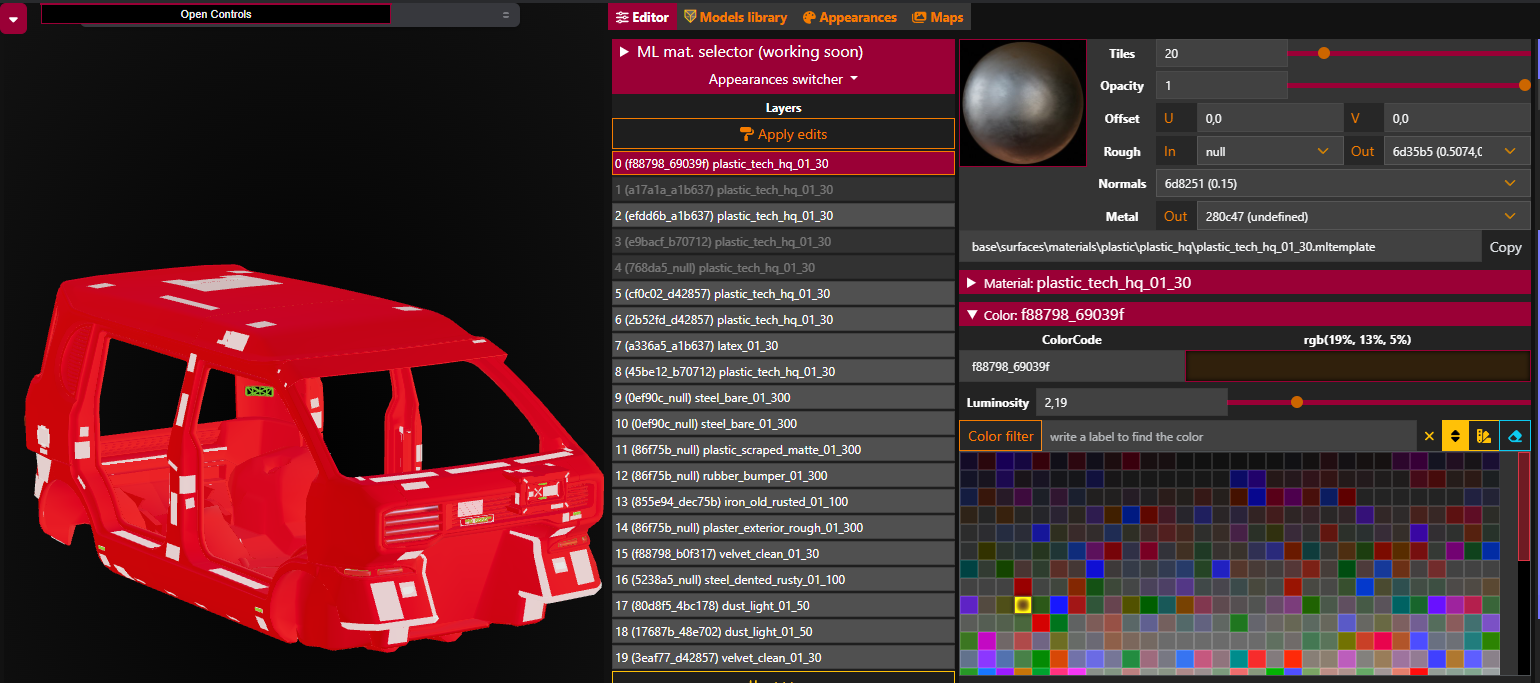 Open Controls
Editor
Models library
Appearances
Maps
ML mat. selector (working soon)
Appearances switcher
Layers
Apply edits
0 (f88798_69039f) plastic_tech_hq_01_30
1 (a17a1a_a1b637) plastic_tech_hq_01_30
2 (efdd6b_a1b637) plastic_tech_hq_01_30
3 (e9bacf_b70712) plastic_tech_hq_01_30
4 (768da5_null) plastic_tech_hq_01_30
5 (cf0c02_d42857) plastic_tech_hq_01_30
6 (2b52fd_d42857) plastic_tech_hq_01_30
7 (a336a5_a1b637) latex_01_30
8 (45be12_b70712) plastic_tech_hq_01_30
9 (0ef90c_null) steel_bare_01_300
10 (0ef90c_null) steel_bare_01_300
11 (86f75b_null) plastic_scraped_matte_01_300
12 (86f75b_null) rubber_bumper_01_300
13 (855e94_dec75b) iron_old_rusted_01_100
14 (86f75b_null) plaster_exterior_rough_01_300
15 (f88798_b0f317) velvet_clean_01_30
16 (5238a5_null) steel_dented_rusty_01_100
17 (80d8f5_4bc178) dust_light_01_50
18 (17687b_48e702) dust_light_01_50
19 (3eaf77_d42857) velvet_clean_01_30
Tiles 20
Opacity 1
Offset U 0,0 V 0,0
Rough In null Out 6d35b5 (0.5074,0
Normals 6d8251 (0.15)
Metal Out 280c47 (undefined)
base\surfaces\materials\plastic\plastic_hq\plastic_tech_hq_01_30.mltemplate Copy
Material: plastic_tech_hq_01_30
Color: f88798_69039f
ColorCode rgb(19%, 13%, 5%)
f88798_69039f
Luminosity 2,19
Color filter write a label to find the color